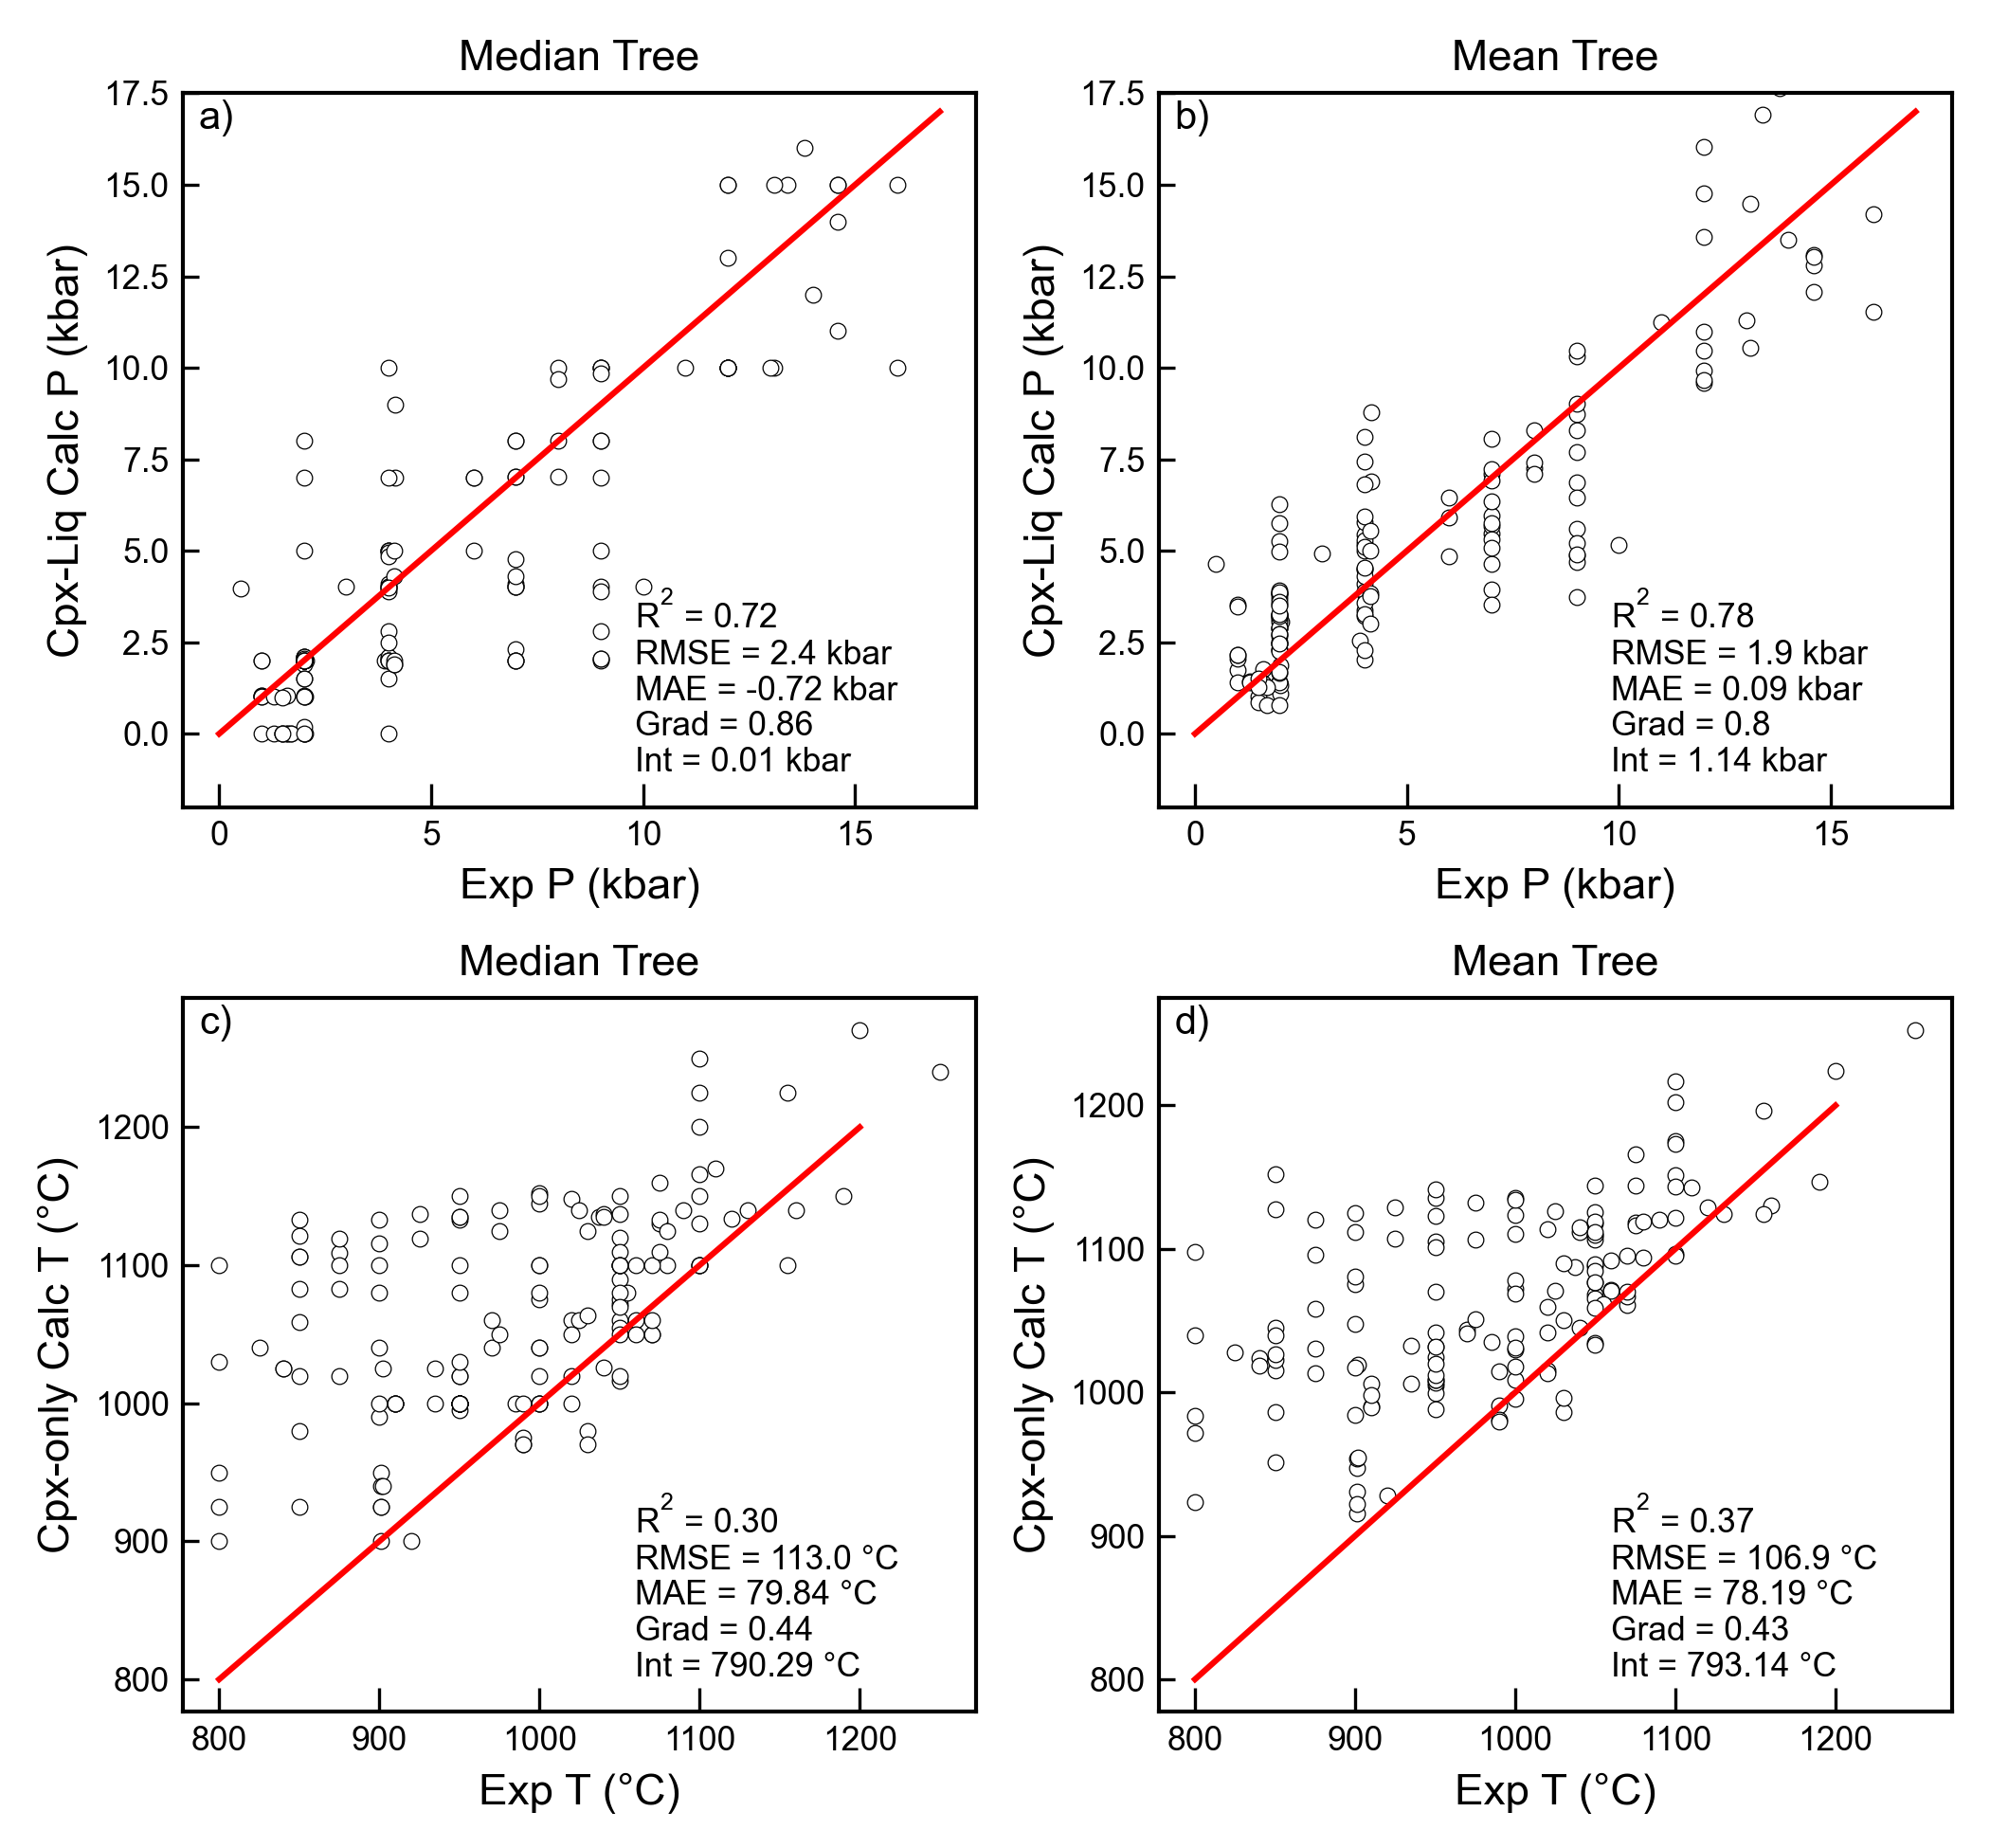 Median Tree
a)
17.5
15.0
12.5
10.0
7.5
5.0
2.5
0.0
Cpx-Liq Calc P (kbar)
R² = 0.72
RMSE = 2.4 kbar
MAE = -0.72 kbar
Grad = 0.86
Int = 0.01 kbar
0 5 10 15
Exp P (kbar)
Mean Tree
b)
17.5
15.0
12.5
10.0
7.5
5.0
2.5
0.0
Cpx-Liq Calc P (kbar)
R² = 0.78
RMSE = 1.9 kbar
MAE = 0.09 kbar
Grad = 0.8
Int = 1.14 kbar
0 5 10 15
Exp P (kbar)
Median Tree
c)
1200
1100
1000
900
800
Cpx-only Calc T (°C)
R² = 0.30
RMSE = 113.0 °C
MAE = 79.84 °C
Grad = 0.44
Int = 790.29 °C
800 900 1000 1100 1200
Exp T (°C)
Mean Tree
d)
1200
1100
1000
900
800
Cpx-only Calc T (°C)
R² = 0.37
RMSE = 106.9 °C
MAE = 78.19 °C
Grad = 0.43
Int = 793.14 °C
800 900 1000 1100 1200
Exp T (°C)